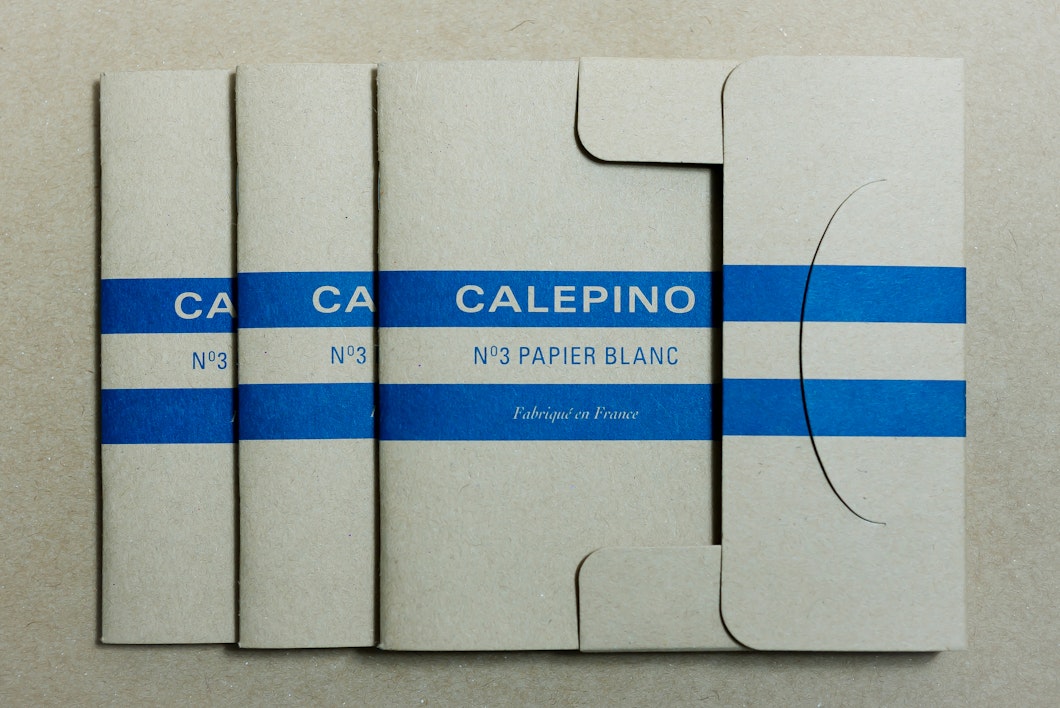 CA
Nº3
CA
Nº3
CALEPINO
Nº3 PAPIER BLANC
Fabriqué en France